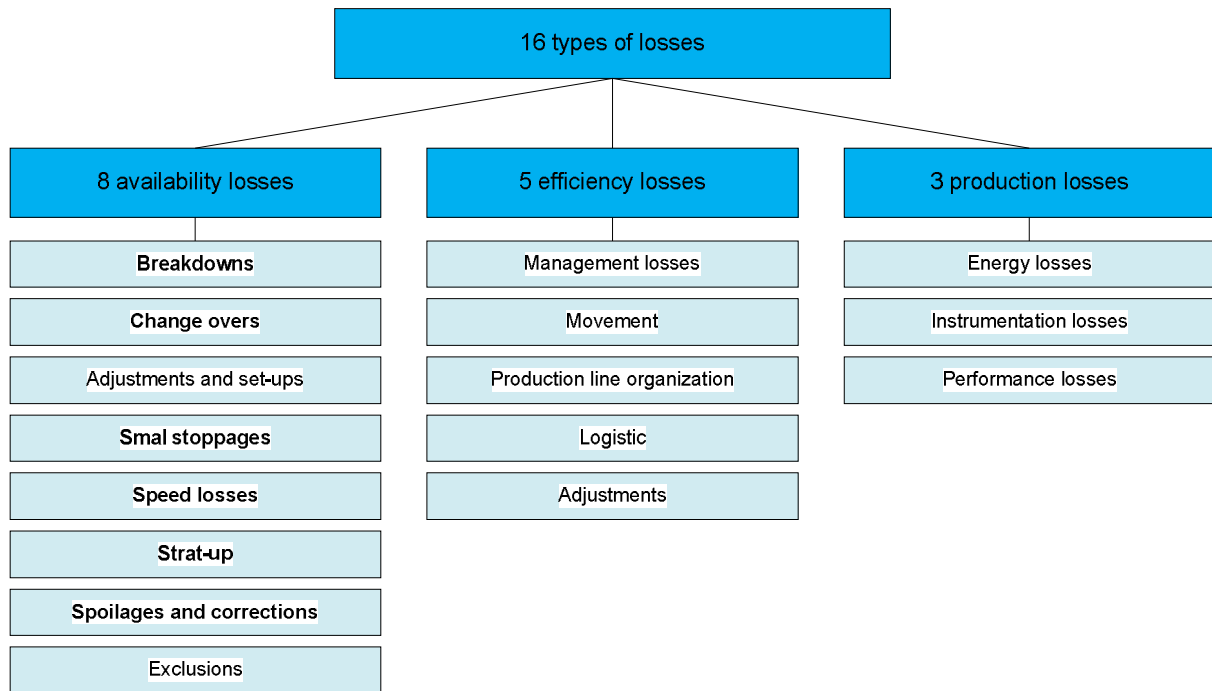 16 types of losses
8 availability losses
5 efficiency losses
3 production losses
Breakdowns
Change overs
Adjustments and set-ups
Smal stoppages
Speed losses
Strat-up
Spoilages and corrections
Exclusions
Management losses
Movement
Production line organization
Logistic
Adjustments
Energy losses
Instrumentation losses
Performance losses